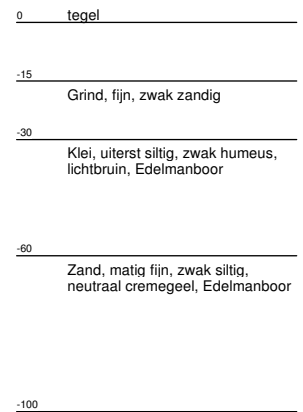 0
tegel
-15
Grind, fijn, zwak zandig
-30
Klei, uiterst siltig, zwak humeus,
lichtbruin, Edelmanboor
-60
Zand, matig fijn, zwak siltig,
neutraal cremegeel, Edelmanboor
-100